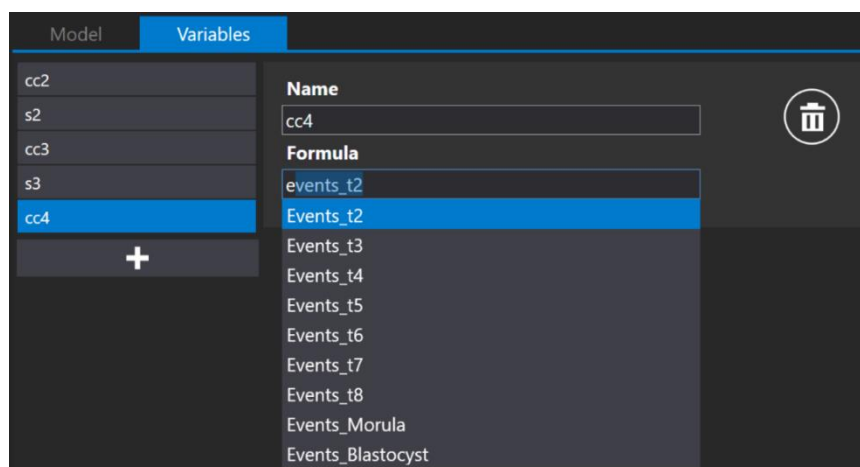 Model Variables
cc2
s2
cc3
s3
cc4
Name
cc4
Formula
events_t2
Events_t2
Events_t3
Events_t4
Events_t5
Events_t6
Events_t7
Events_t8
Events_Morula
Events_Blastocyst